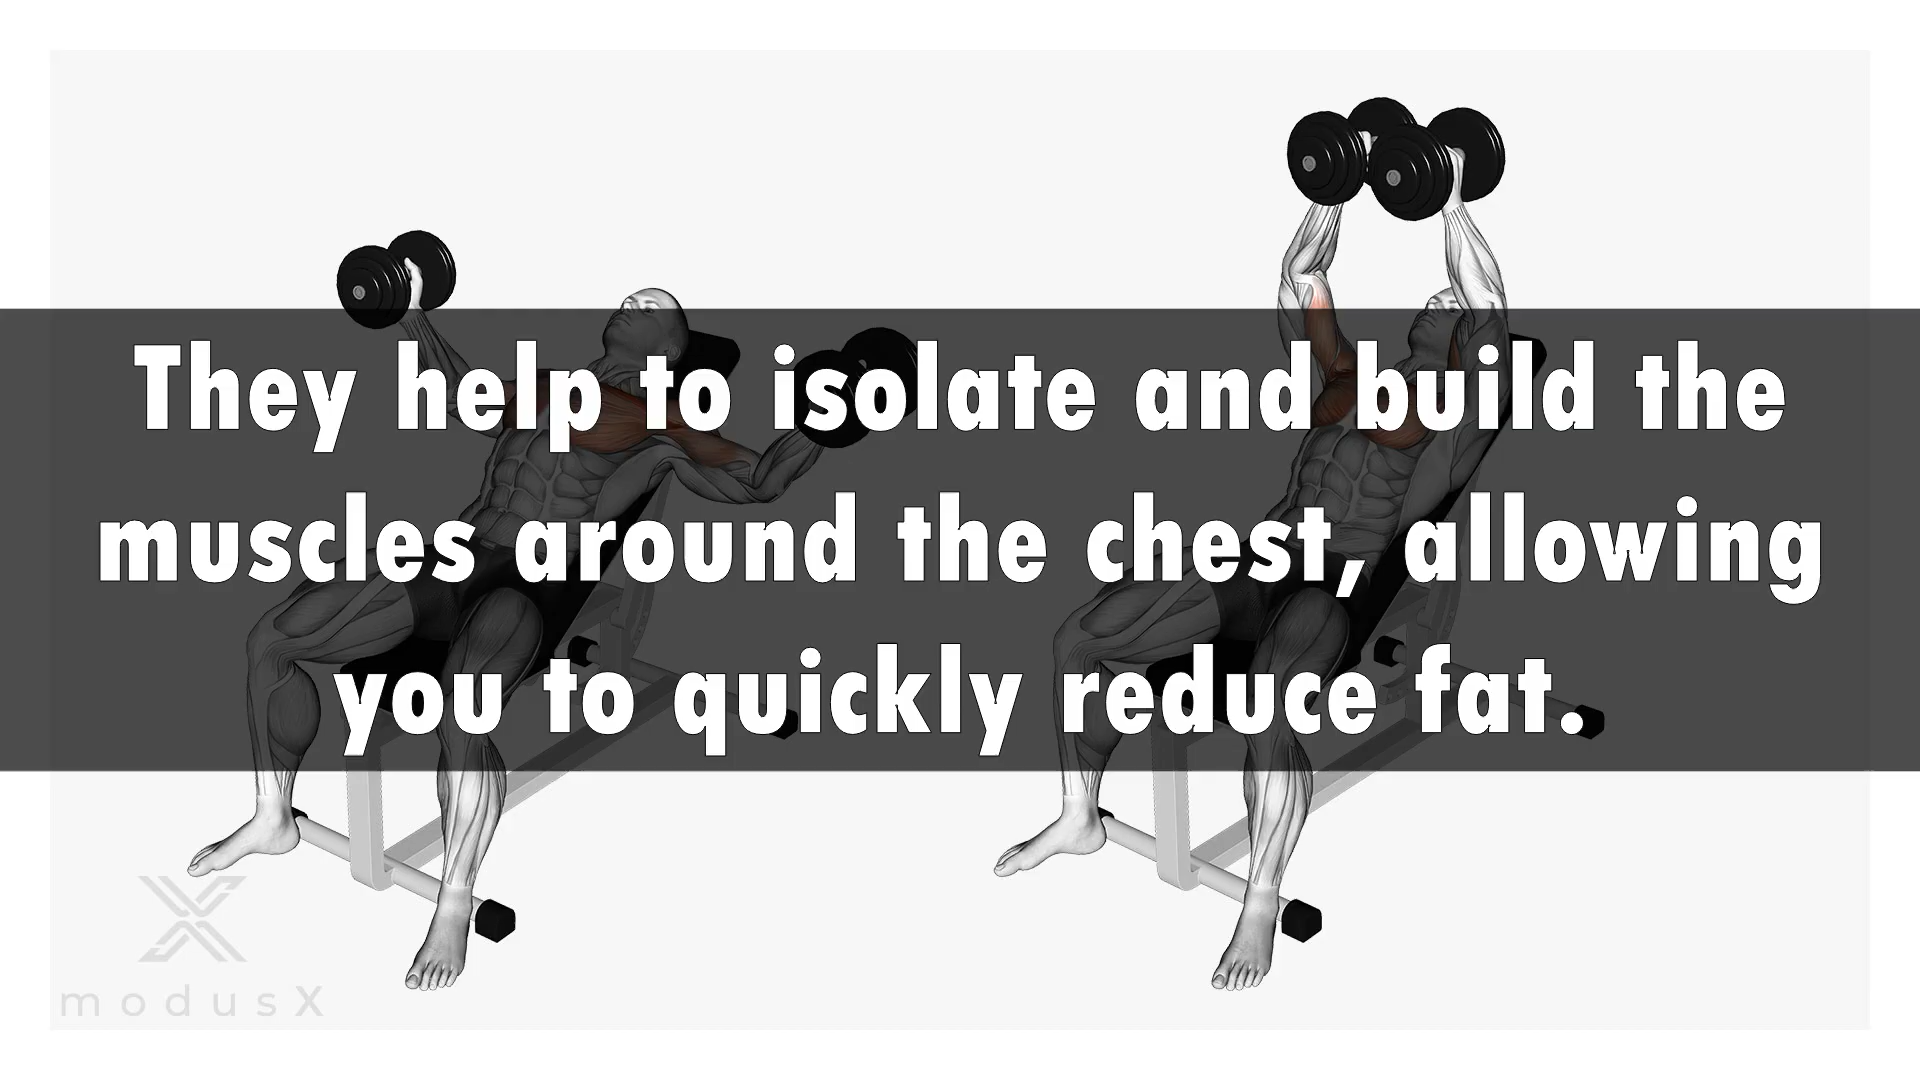 They help to isolate and build the
muscles around the chest, allowing
you to quickly reduce fat.
modusX